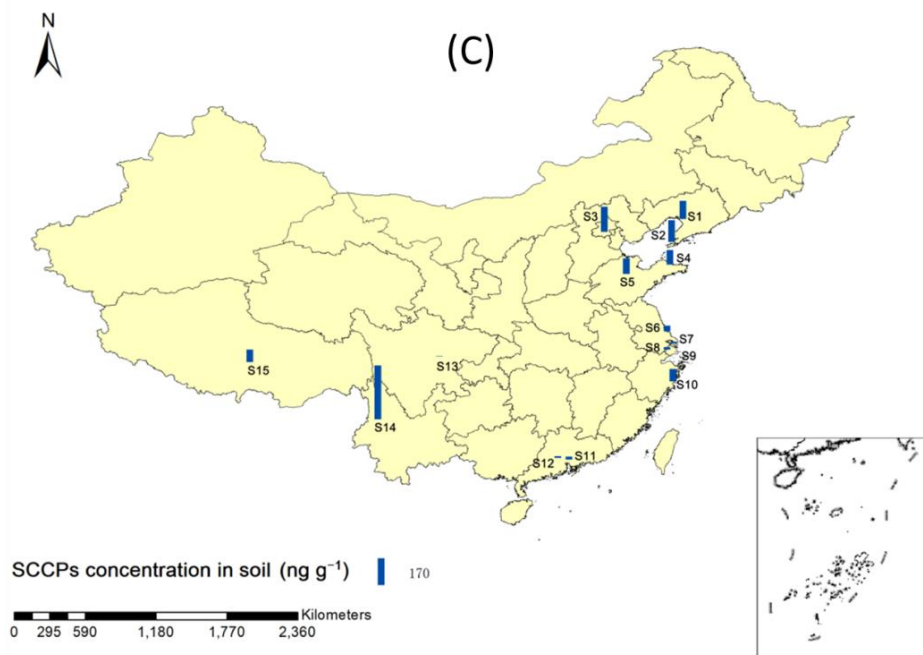 N
(C)
S3
S1
S2
S4
S5
S6
S7
S8
S9
S13
S15
S10
S14
S12
S11
SCCPs concentration in soil (ng g⁻¹)
170
Kilometers
0 295 590 1,180 1,770 2,360